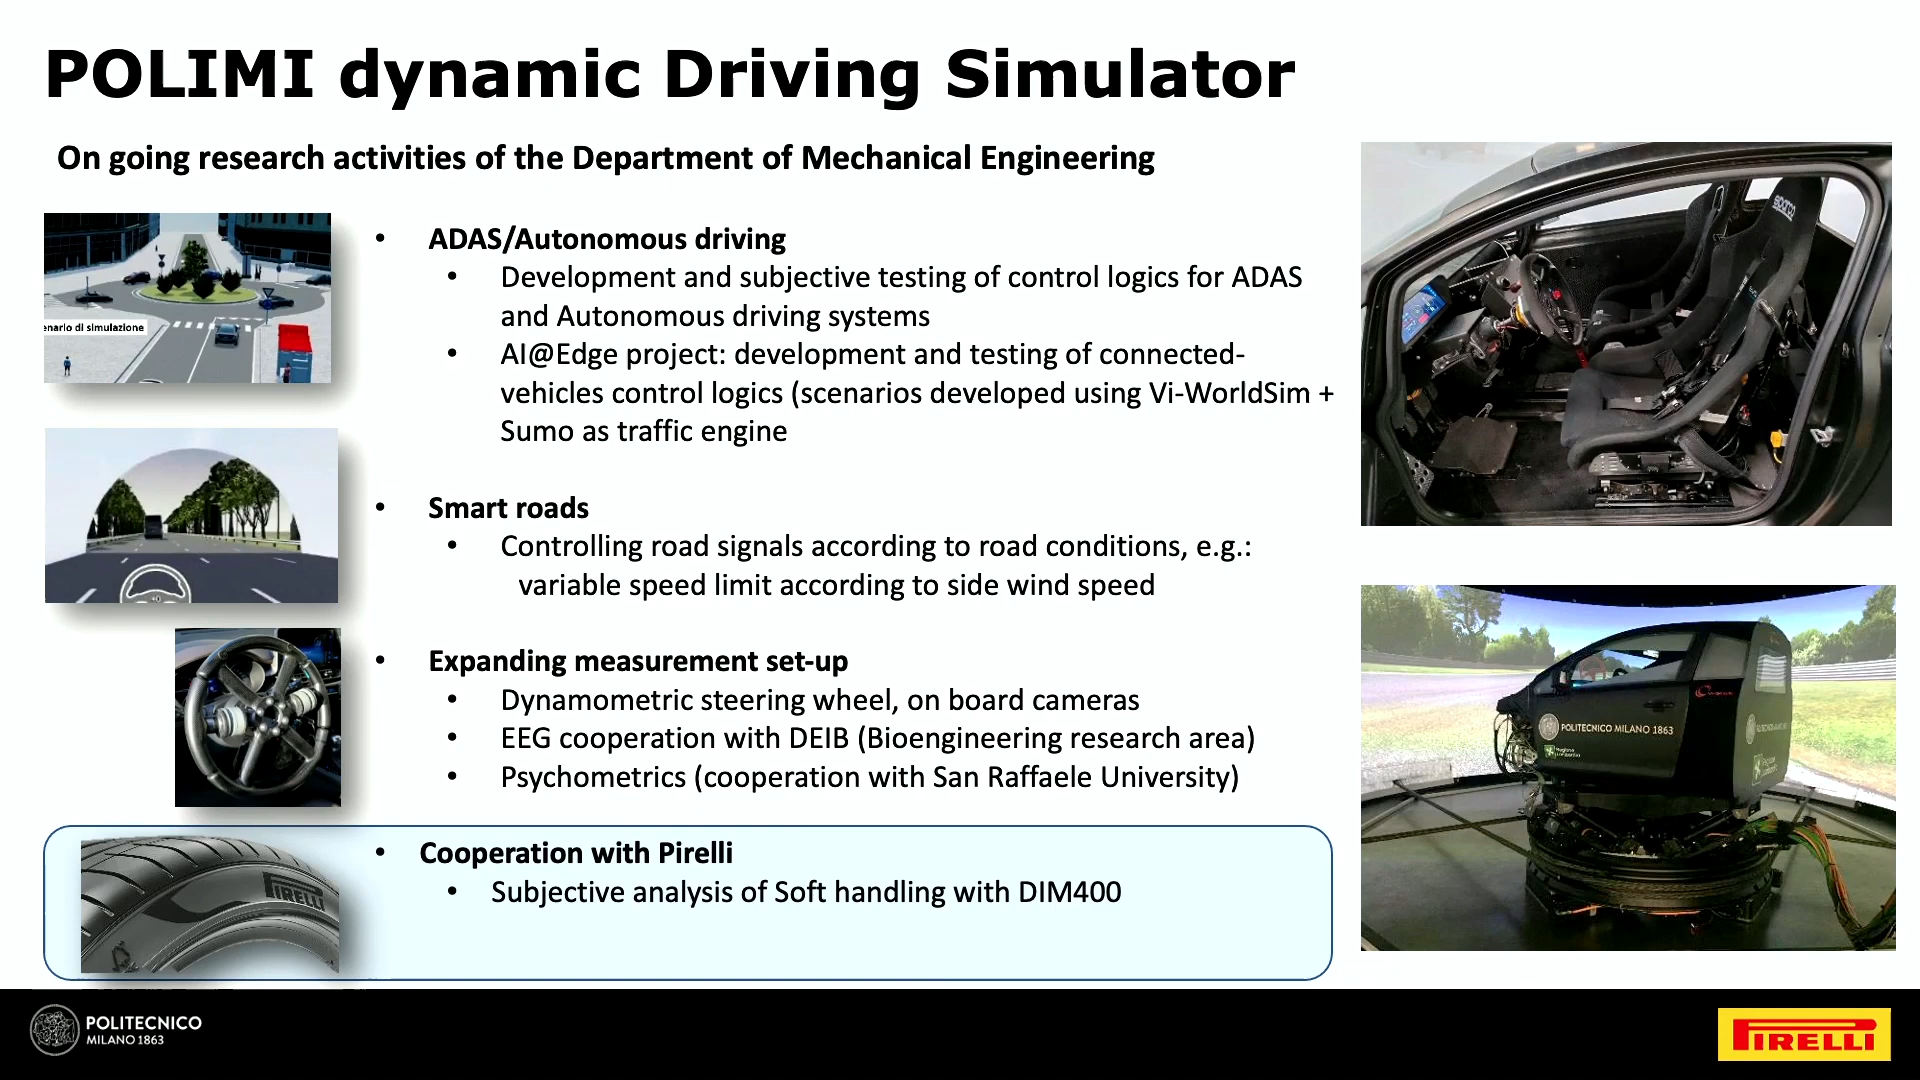 POLIMI dynamic Driving Simulator
On going research activities of the Department of Mechanical Engineering
enario di simulazione
• ADAS/Autonomous driving
• Development and subjective testing of control logics for ADAS
and Autonomous driving systems
• AI@Edge project: development and testing of connected-
vehicles control logics (scenarios developed using Vi-WorldSim +
Sumo as traffic engine
• Smart roads
• Controlling road signals according to road conditions, e.g.:
variable speed limit according to side wind speed
• Expanding measurement set-up
• Dynamometric steering wheel, on board cameras
• EEG cooperation with DEIB (Bioengineering research area)
• Psychometrics (cooperation with San Raffaele University)
• Cooperation with Pirelli
• Subjective analysis of Soft handling with DIM400
PIRELLI
sparco
POLITECNICO MILANO 1863
Regione
Lombardia
POLITECNICO
MILANO 1863
PIRELLI